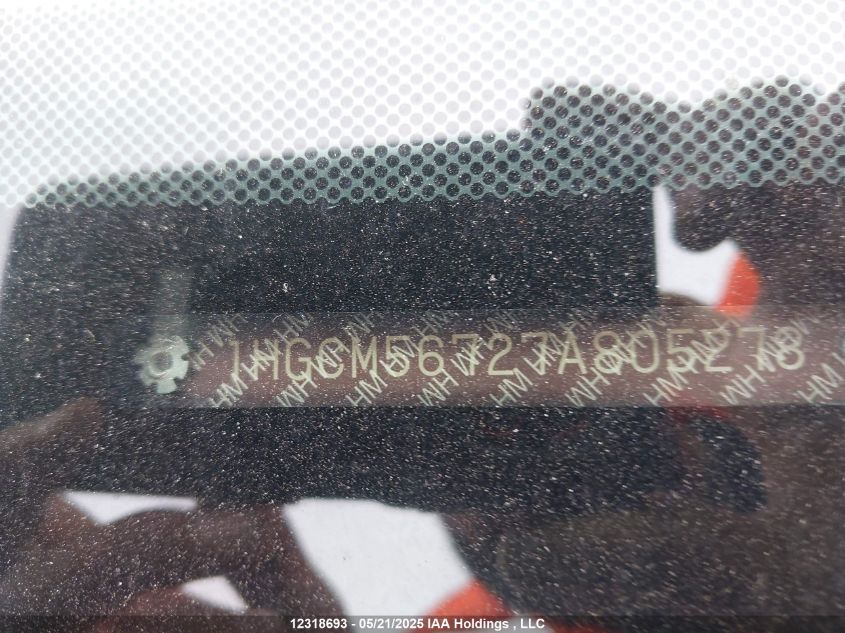 1HGCM56727A805278
12318693 - 05/21/2025 IAA Holdings , LLC